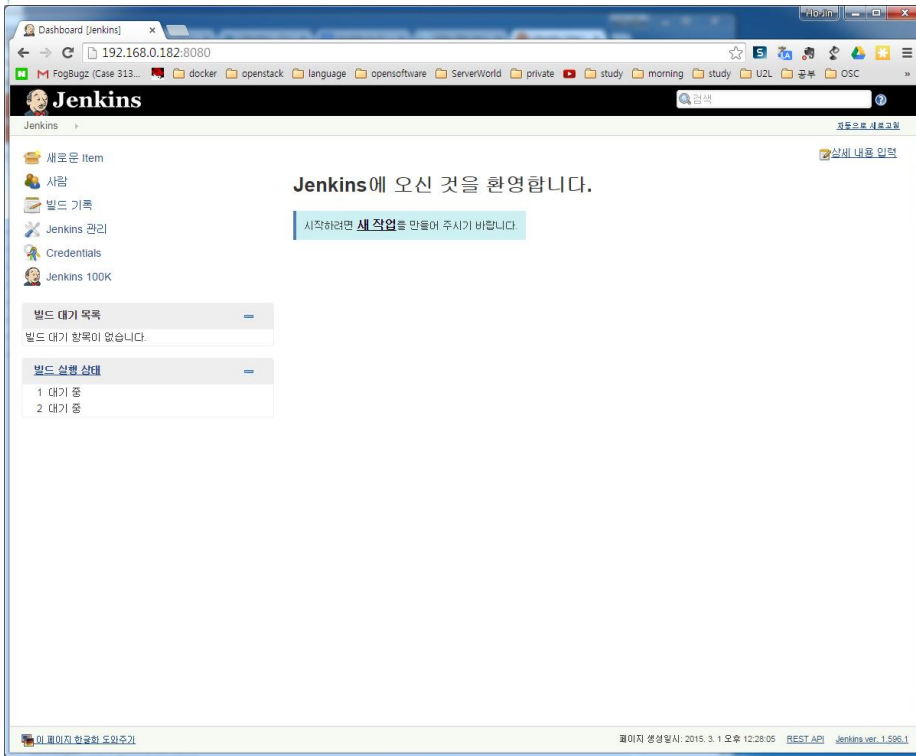 Ho-Jin
Dashboard [Jenkins]
192.168.0.182:8080
FogBugz (Case 313... docker openstack language opensoftware ServerWorld private study morning study U2L 공부 OSC »
Jenkins
검색
Jenkins
자동으로 새로고침
상세 내용 입력
새로운 Item
사람
빌드 기록
Jenkins 관리
Credentials
Jenkins 100K
Jenkins에 오신 것을 환영합니다.
시작하려면 새 작업를 만들어 주시기 바랍니다.
빌드 대기 목록
빌드 대기 항목이 없습니다.
빌드 실행 상태
1 대기 중
2 대기 중
이 페이지 한글화 도와주기
페이지 생성일시: 2015. 3. 1 오후 12:28:05 REST API Jenkins ver. 1.596.1